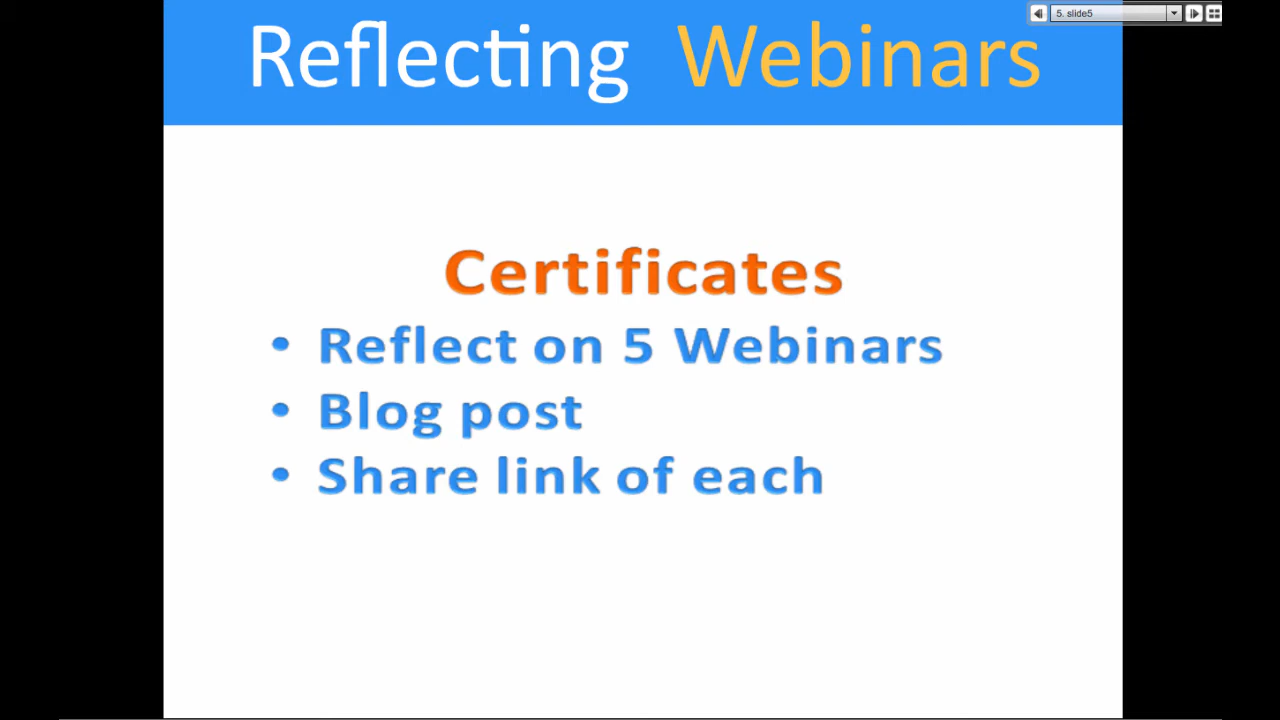 5. slide5
Reflecting Webinars
Certificates
• Reflect on 5 Webinars
• Blog post
• Share link of each